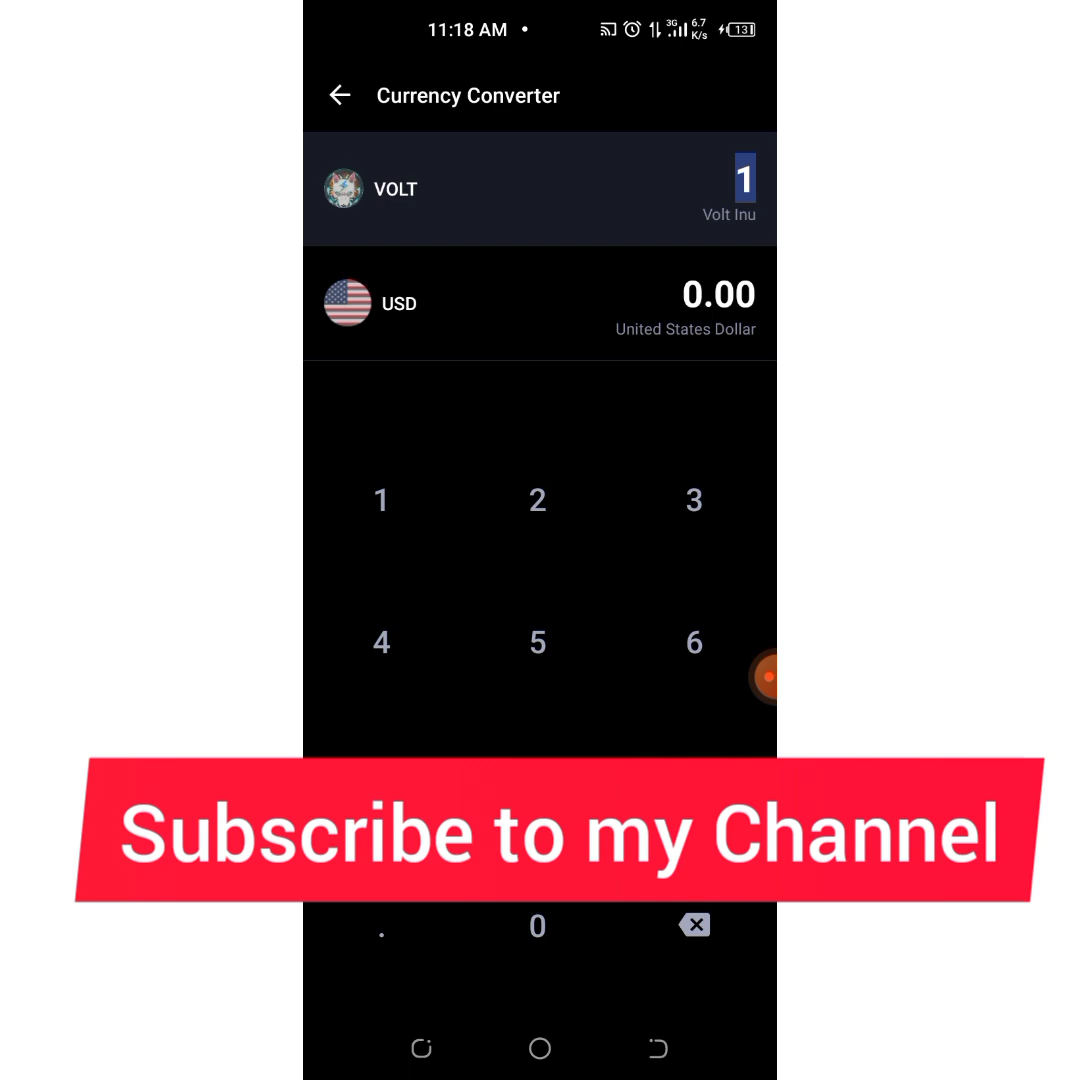 11:18 AM •
3G 6.7 K/s 13
Currency Converter
VOLT 1
Volt Inu
USD 0.00
United States Dollar
1 2 3
4 5 6
Subscribe to my Channel
. 0